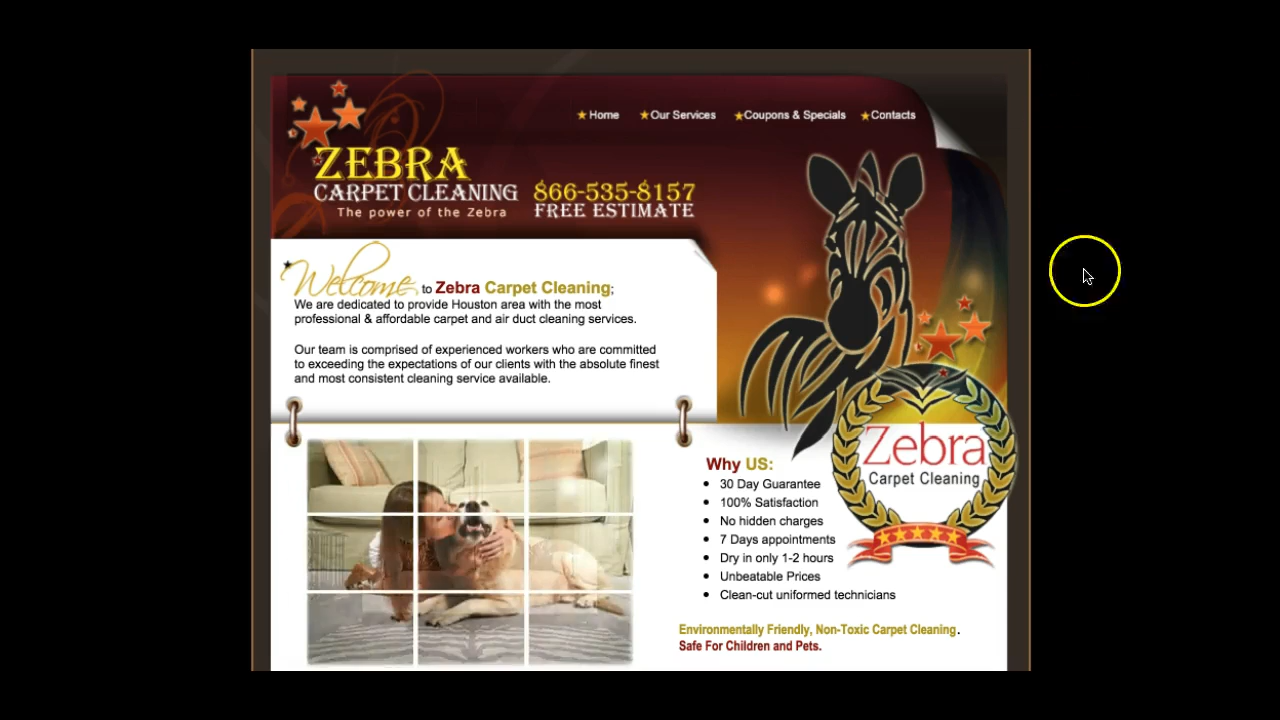 Home Our Services Coupons & Specials Contacts
ZEBRA
CARPET CLEANING
The power of the Zebra
866-535-8157
FREE ESTIMATE
Welcome to Zebra Carpet Cleaning;
We are dedicated to provide Houston area with the most
professional & affordable carpet and air duct cleaning services.
Our team is comprised of experienced workers who are committed
to exceeding the expectations of our clients with the absolute finest
and most consistent cleaning service available.
Zebra
Carpet Cleaning
Why US:
30 Day Guarantee
100% Satisfaction
No hidden charges
7 Days appointments
Dry in only 1-2 hours
Unbeatable Prices
Clean-cut uniformed technicians
Environmentally Friendly, Non-Toxic Carpet Cleaning.
Safe For Children and Pets.